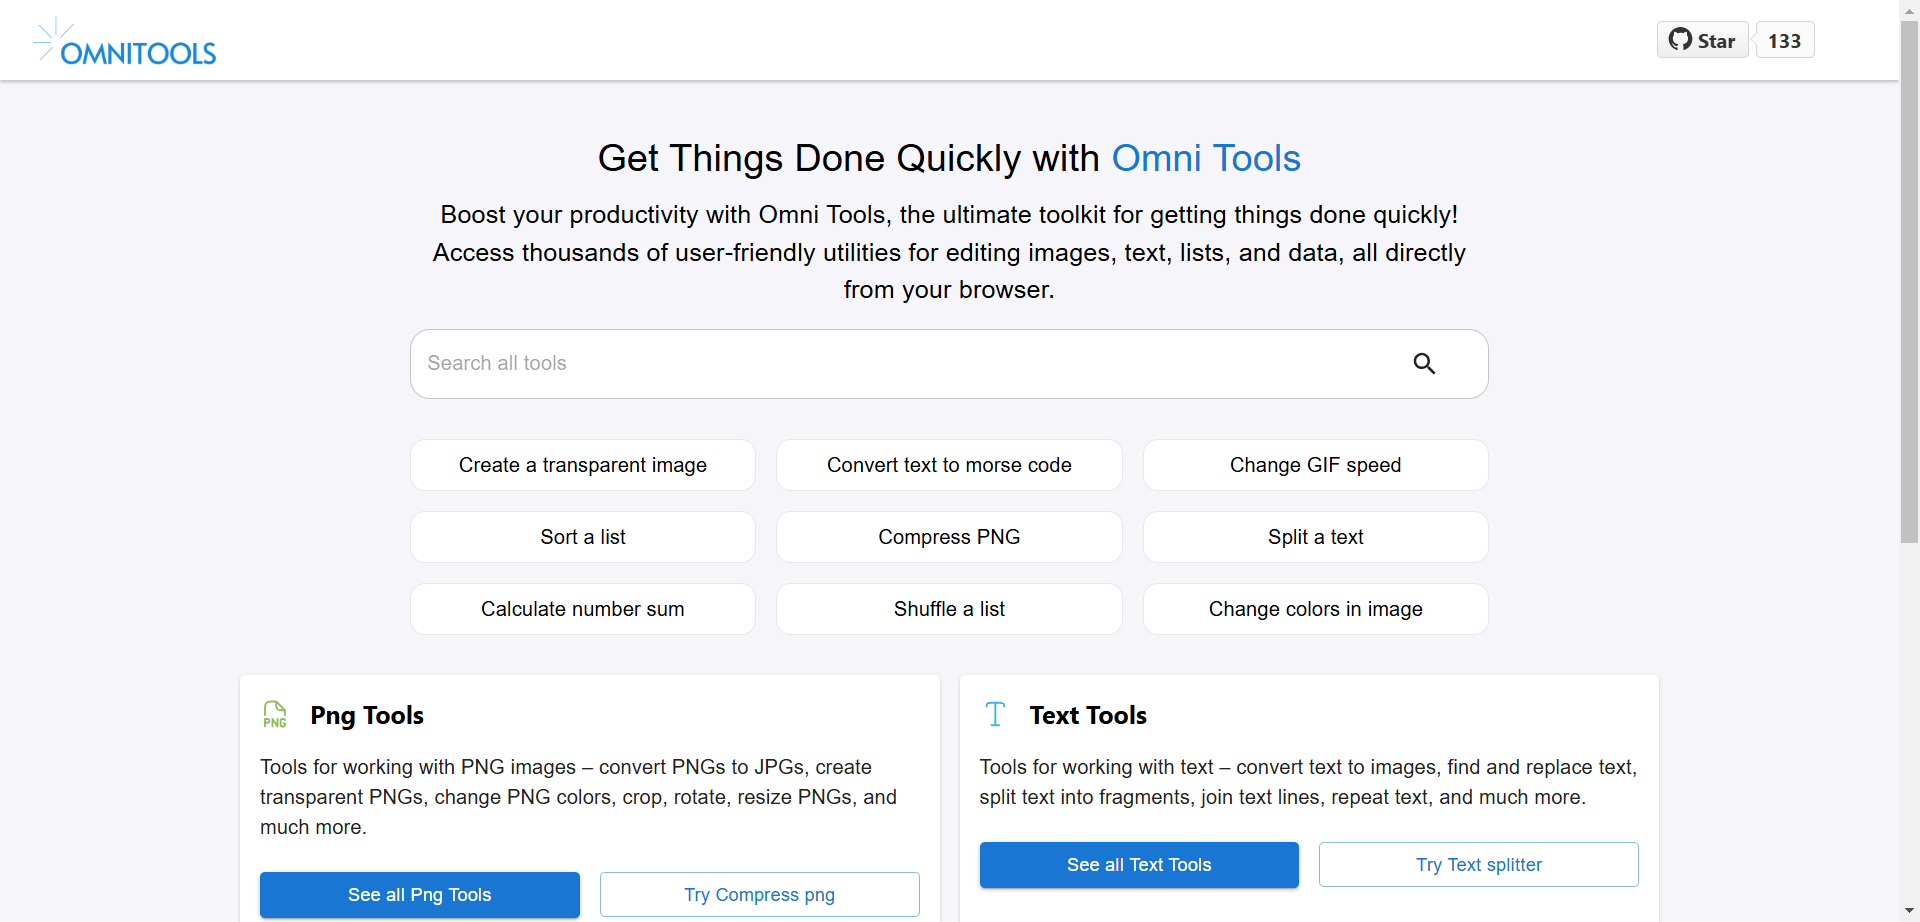 OMNITOOLS
Star
133
Get Things Done Quickly with Omni Tools
Boost your productivity with Omni Tools, the ultimate toolkit for getting things done quickly!
Access thousands of user-friendly utilities for editing images, text, lists, and data, all directly
from your browser.
Search all tools
Create a transparent image
Convert text to morse code
Change GIF speed
Sort a list
Compress PNG
Split a text
Calculate number sum
Shuffle a list
Change colors in image
PNG
Png Tools
Tools for working with PNG images – convert PNGs to JPGs, create
transparent PNGs, change PNG colors, crop, rotate, resize PNGs, and
much more.
See all Png Tools
Try Compress png
Text Tools
Tools for working with text – convert text to images, find and replace text,
split text into fragments, join text lines, repeat text, and much more.
See all Text Tools
Try Text splitter